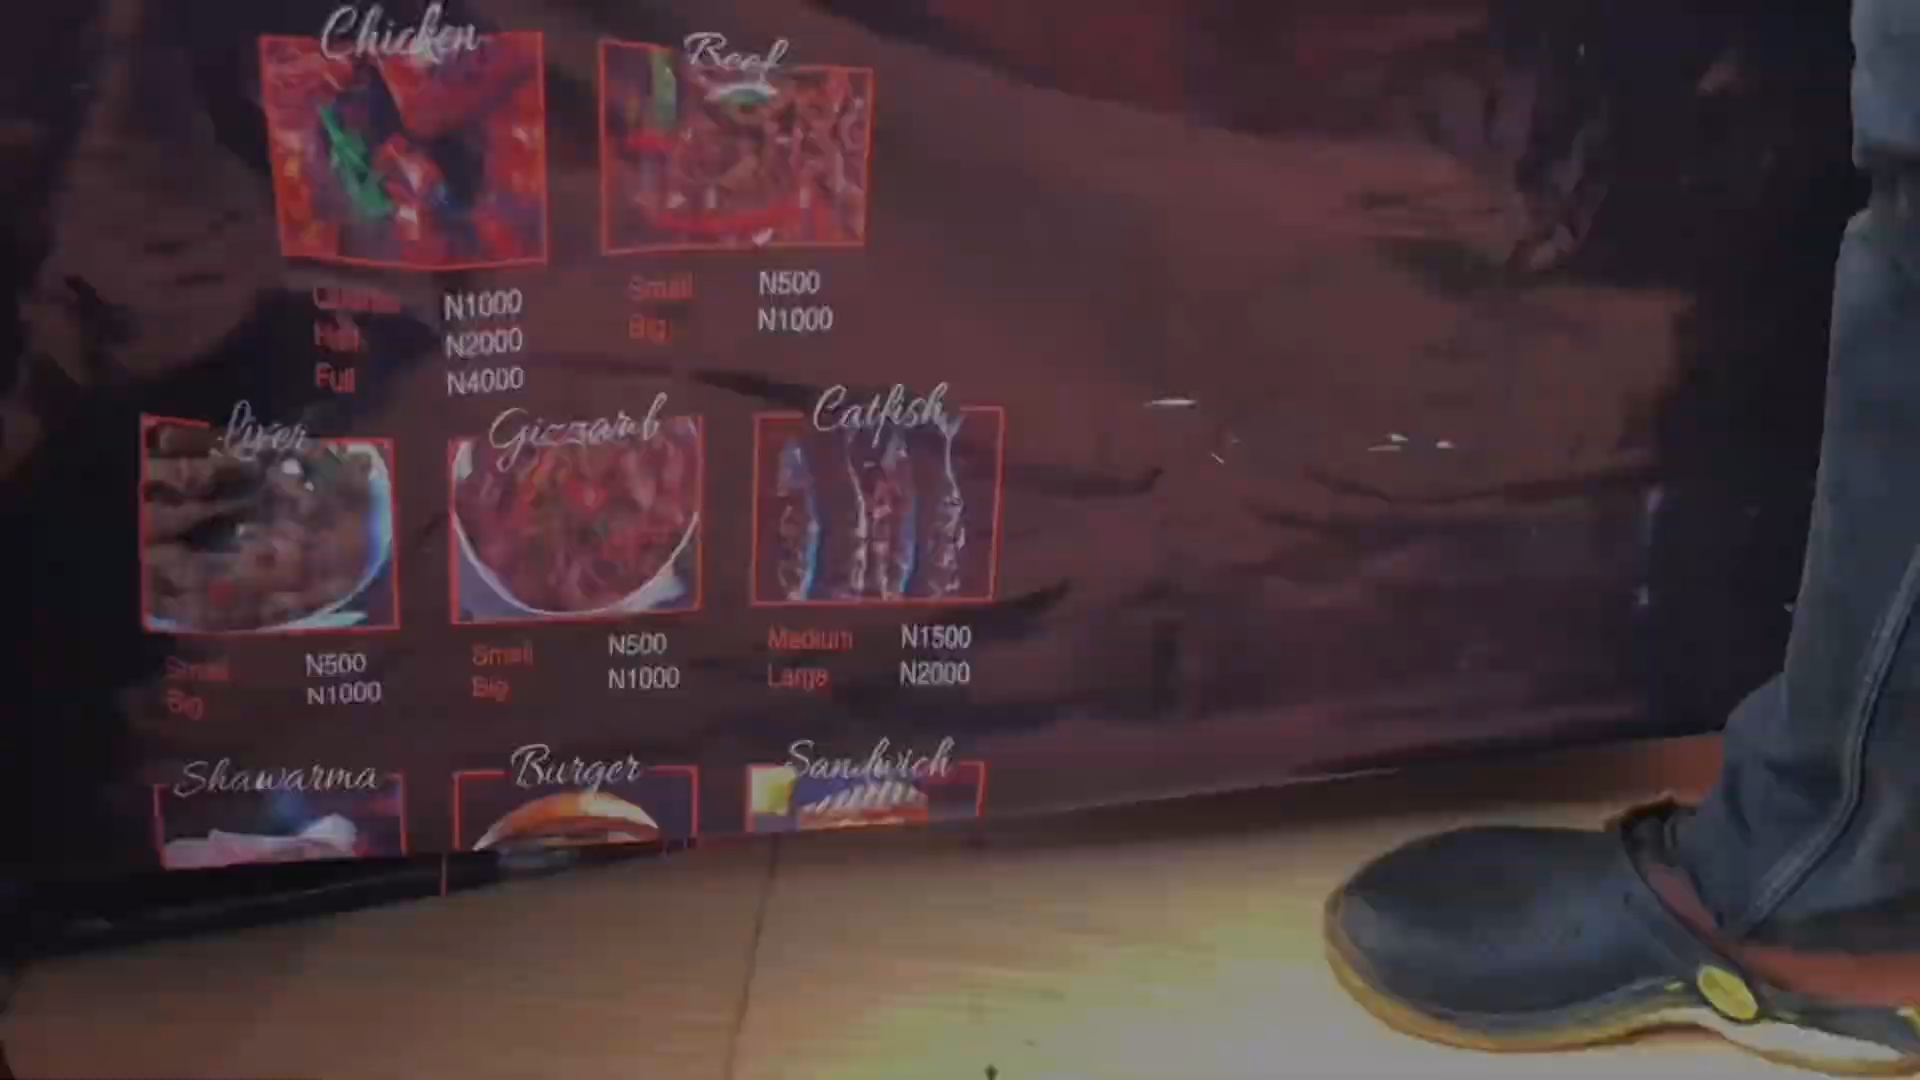 Chicken
Beef
Quarter N1000
Half N2000
Full N4000
Small N500
Big N1000
Liver
Gizzard
Catfish
Small N500
Big N1000
Small N500
Big N1000
Medium N1500
Large N2000
Shawarma
Burger
Sandwich